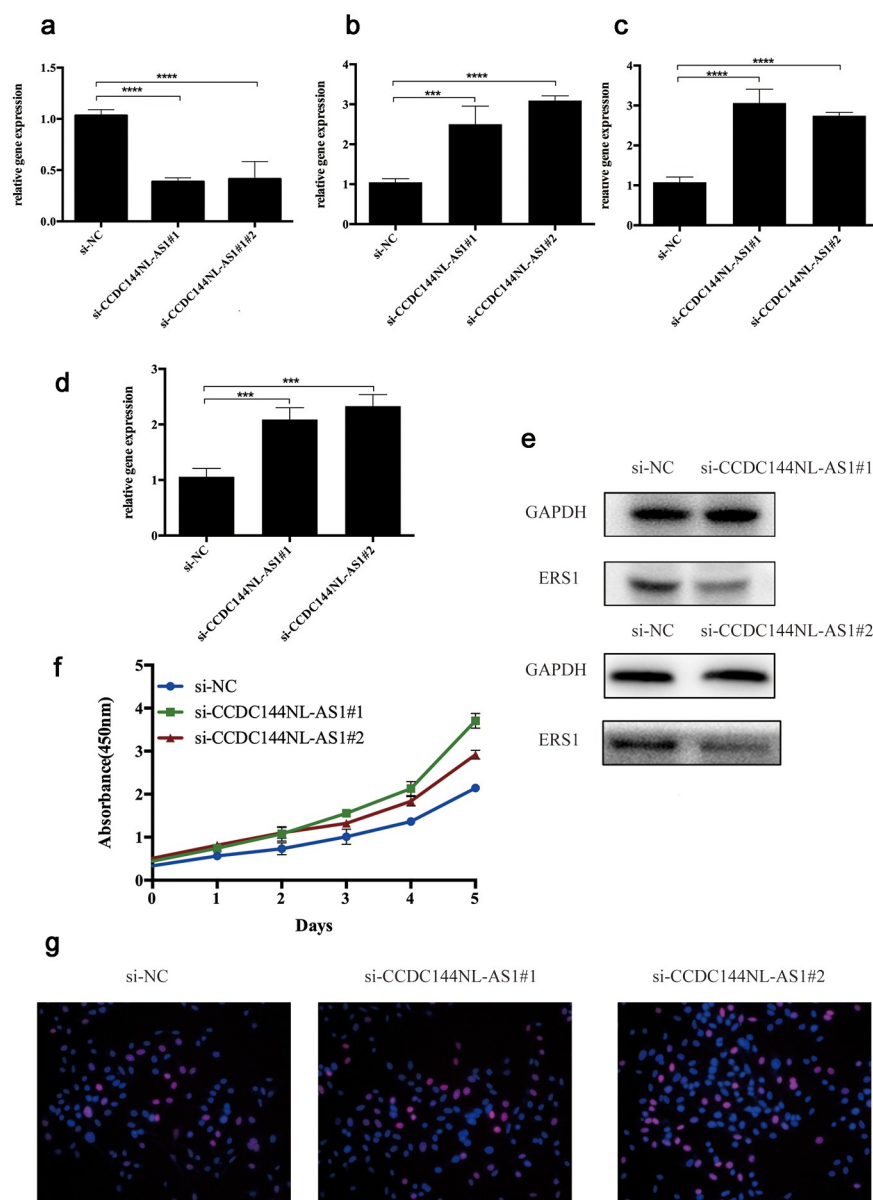 a
relative gene expression
1.5
1.0
0.5
0.0
****
****
si-NC
si-CCDC144NL-AS1#1
si-CCDC144NL-AS1#1#2
b
relative gene expression
4
3
2
1
0
****
***
si-NC
si-CCDC144NL-AS1#1
si-CCDC144NL-AS1#2
c
relative gene expression
4
3
2
1
0
****
****
si-NC
si-CCDC144NL-AS1#1
si-CCDC144NL-AS1#2
d
relative gene expression
3
2
1
0
***
***
si-NC
si-CCDC144NL-AS1#1
si-CCDC144NL-AS1#2
e
si-NC si-CCDC144NL-AS1#1
GAPDH
ERS1
si-NC si-CCDC144NL-AS1#2
GAPDH
ERS1
f
Absorbance(450nm)
5
4
3
2
1
0
si-NC
si-CCDC144NL-AS1#1
si-CCDC144NL-AS1#2
0 1 2 3 4 5
Days
g
si-NC si-CCDC144NL-AS1#1 si-CCDC144NL-AS1#2